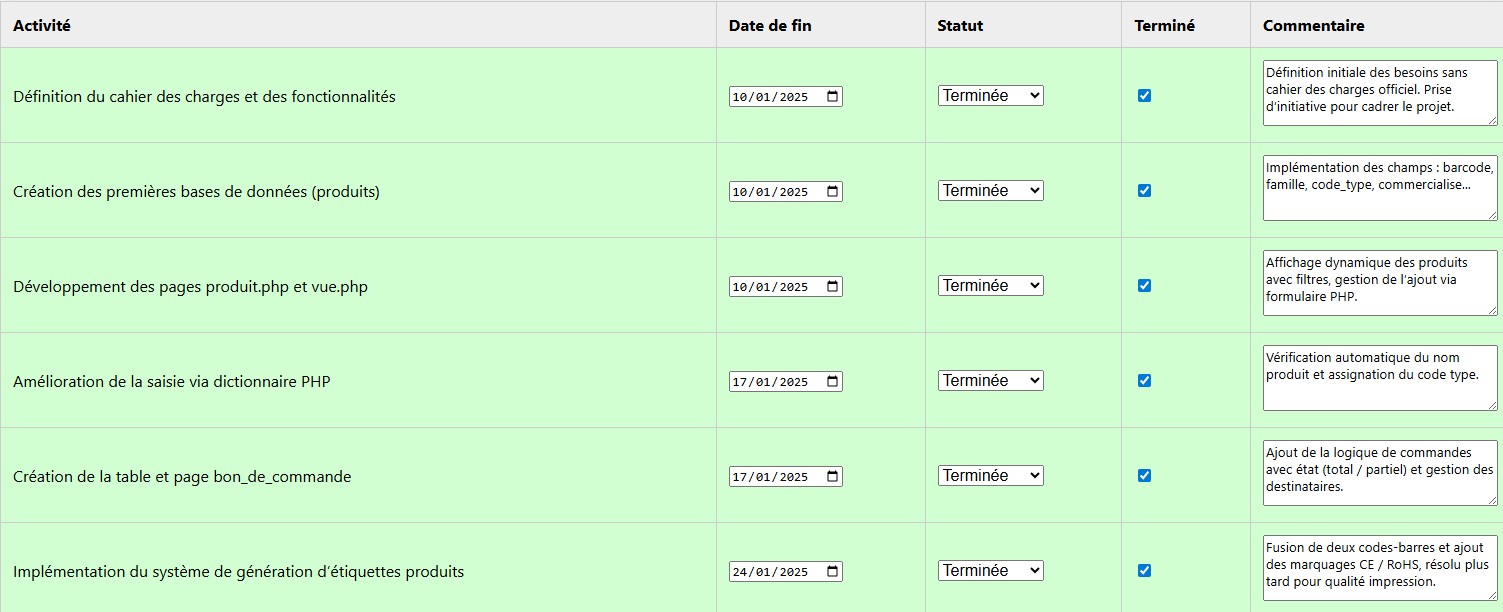 Activité Date de fin Statut Terminé Commentaire
Définition du cahier des charges et des fonctionnalités 10/01/2025 Terminée Définition initiale des besoins sans
cahier des charges officiel. Prise
d'initiative pour cadrer le projet.
Création des premières bases de données (produits) 10/01/2025 Terminée Implémentation des champs : barcode,
famille, code_type, commercialise...
Développement des pages produit.php et vue.php 10/01/2025 Terminée Affichage dynamique des produits
avec filtres, gestion de l'ajout via
formulaire PHP.
Amélioration de la saisie via dictionnaire PHP 17/01/2025 Terminée Vérification automatique du nom
produit et assignation du code type.
Création de la table et page bon_de_commande 17/01/2025 Terminée Ajout de la logique de commandes
avec état (total / partiel) et gestion des
destinataires.
Implémentation du système de génération d'étiquettes produits 24/01/2025 Terminée Fusion de deux codes-barres et ajout
des marquages CE / RoHS, résolu plus
tard pour qualité impression.